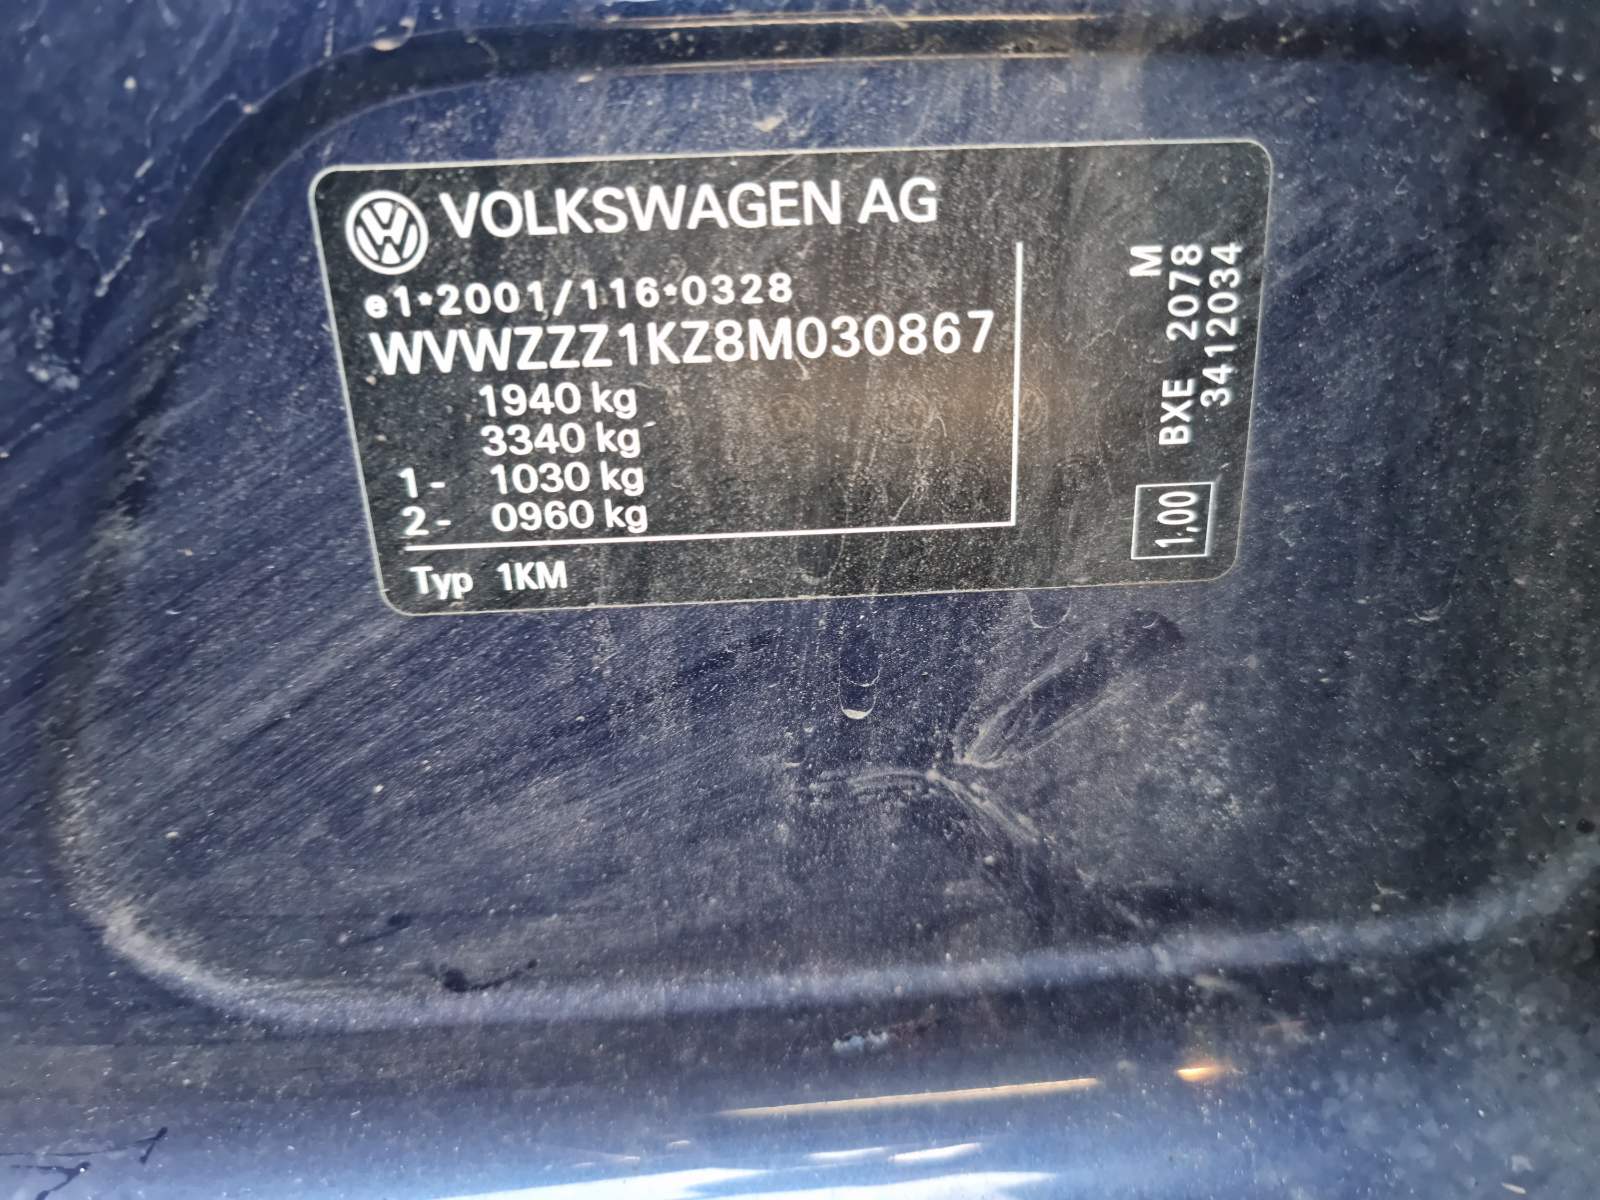 VOLKSWAGEN AG
e1*2001/116*0328
WVWZZZ1KZ8M030867
1940 kg
3340 kg
1- 1030 kg
2- 0960 kg
Typ 1KM
M
BXE 2078
3412034
1,00